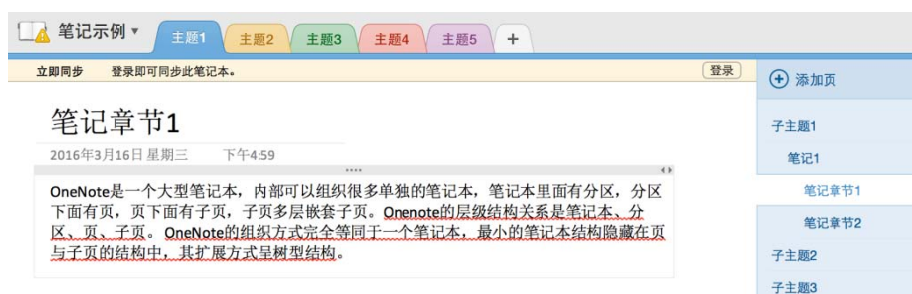 笔记示例
主题1 主题2 主题3 主题4 主题5 +
立即同步 登录即可同步此笔记本。 登录
添加页
笔记章节1
2016年3月16日 星期三 下午4:59
OneNote是一个大型笔记本，内部可以组织很多单独的笔记本，笔记本里面有分区，分区
下面有页，页下面有子页，子页多层嵌套子页。Onenote的层级结构关系是笔记本、分
区、页、子页。OneNote的组织方式完全等同于一个笔记本，最小的笔记本结构隐藏在页
与子页的结构中，其扩展方式呈树型结构。
子主题1
笔记1
笔记章节1
笔记章节2
子主题2
子主题3